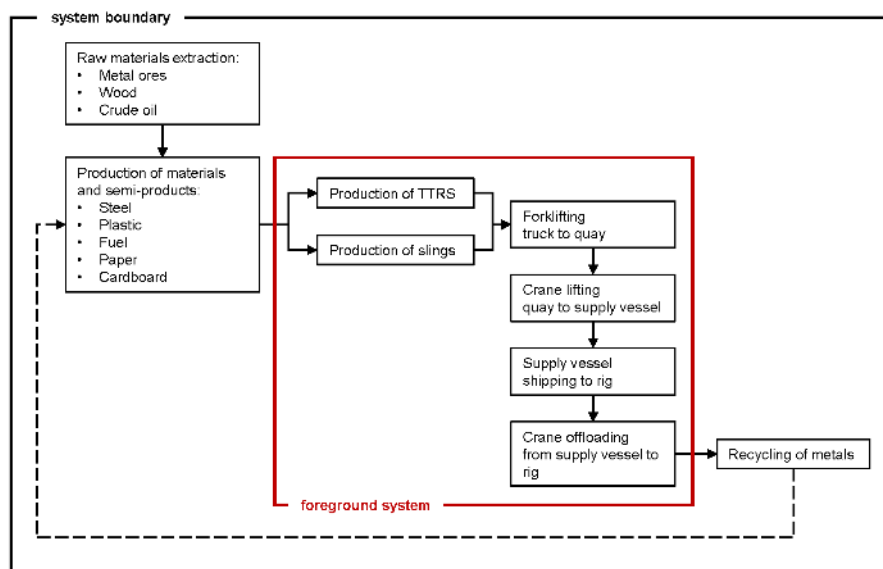 system boundary
Raw materials extraction:
• Metal ores
• Wood
• Crude oil
Production of materials
and semi-products:
• Steel
• Plastic
• Fuel
• Paper
• Cardboard
Production of TTRS
Production of slings
Forklifting
truck to quay
Crane lifting
quay to supply vessel
Supply vessel
shipping to rig
Crane offloading
from supply vessel to
rig
Recycling of metals
foreground system